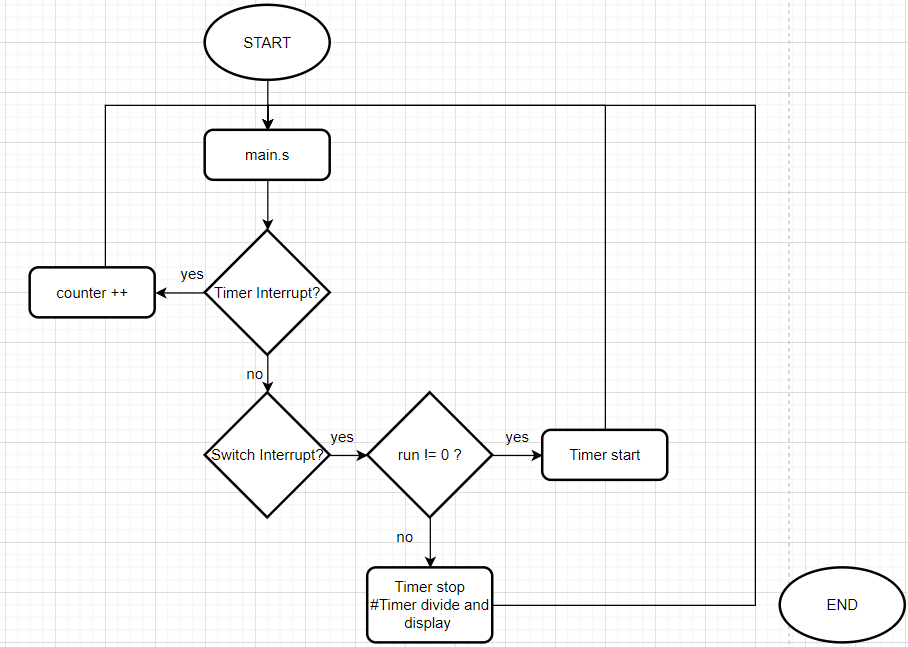 START
main.s
yes
counter ++
Timer Interrupt?
no
Switch Interrupt?
yes
run != 0 ?
yes
Timer start
no
Timer stop
#Timer divide and
display
END